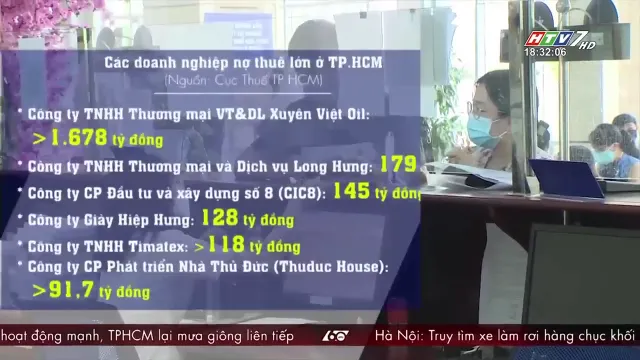 HTV7 HD
18:32:06
Các doanh nghiệp nợ thuế lớn ở TP.HCM
(Nguồn: Cục Thuế TP HCM)
* Công ty TNHH Thương mại VT&DL Xuyên Việt Oil:
>1.678 tỷ đồng
* Công ty TNHH Thương mại và Dịch vụ Long Hưng: 179
* Công ty CP Đầu tư và xây dựng số 8 (CIC8): 145 tỷ đồng
* Công ty Giày Hiệp Hưng: 128 tỷ đồng
* Công ty TNHH Timatex: >118 tỷ đồng
* Công ty CP Phát triển Nhà Thủ Đức (Thuduc House):
>91,7 tỷ đồng
hoạt động mạnh, TPHCM lại mưa giông liên tiếp 60 Hà Nội: Truy tìm xe làm rơi hàng chục khối